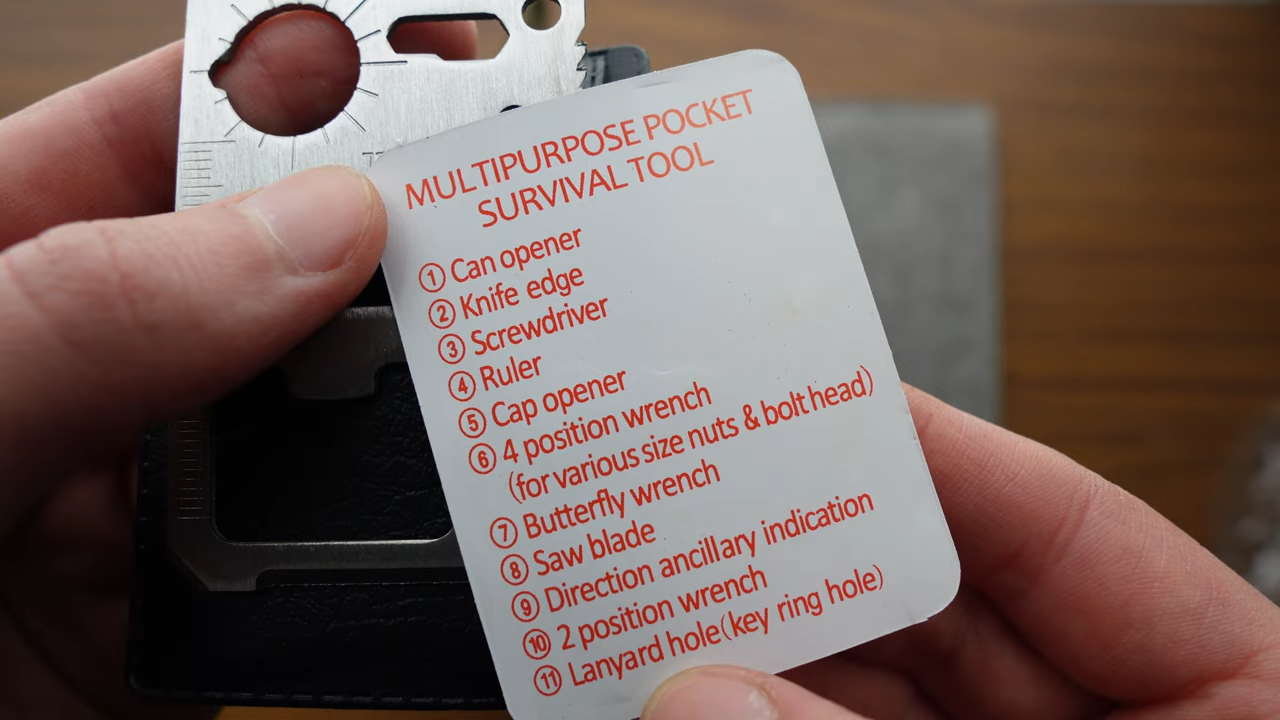 MULTIPURPOSE POCKET
SURVIVAL TOOL
① Can opener
② Knife edge
③ Screwdriver
④ Ruler
⑤ Cap opener
⑥ 4 position wrench
(for various size nuts & bolt head)
⑦ Butterfly wrench
⑧ Saw blade
⑨ Direction ancillary indication
⑩ 2 position wrench
⑪ Lanyard hole(key ring hole)